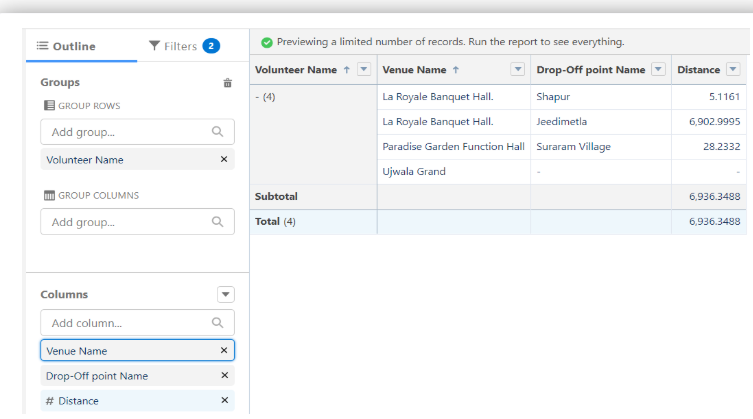 Outline
Filters 2
Previewing a limited number of records. Run the report to see everything.
Groups
GROUP ROWS
Add group...
Volunteer Name ×
GROUP COLUMNS
Add group...
Columns
Add column...
Venue Name ×
Drop-Off point Name ×
# Distance ×
Volunteer Name ↑ Venue Name ↑ Drop-Off point Name Distance
- (4) La Royale Banquet Hall. Shapur 5.1161
La Royale Banquet Hall. Jeedimetla 6,902.9995
Paradise Garden Function Hall Suraram Village 28.2332
Ujwala Grand - -
Subtotal 6,936.3488
Total (4) 6,936.3488